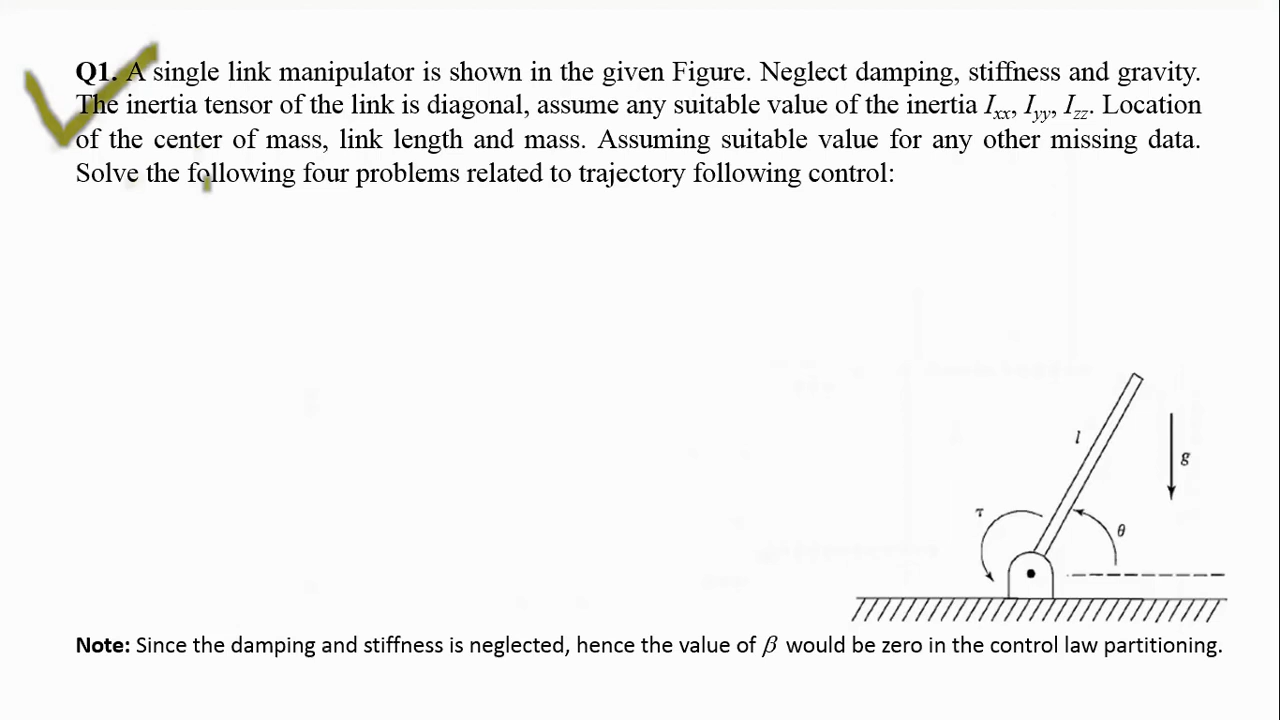 Q1. A single link manipulator is shown in the given Figure. Neglect damping, stiffness and gravity.
The inertia tensor of the link is diagonal, assume any suitable value of the inertia Ixx, Iyy, Izz. Location
of the center of mass, link length and mass. Assuming suitable value for any other missing data.
Solve the following four problems related to trajectory following control:
l
g
τ
θ
Note: Since the damping and stiffness is neglected, hence the value of β would be zero in the control law partitioning.